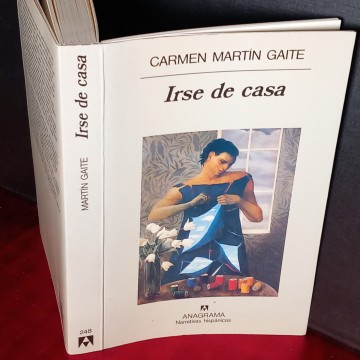 CARMEN MARTÍN GAITE
Irse de casa
ANAGRAMA
Narrativas hispánicas
Irse de casa
MARTÍN GAITE
248